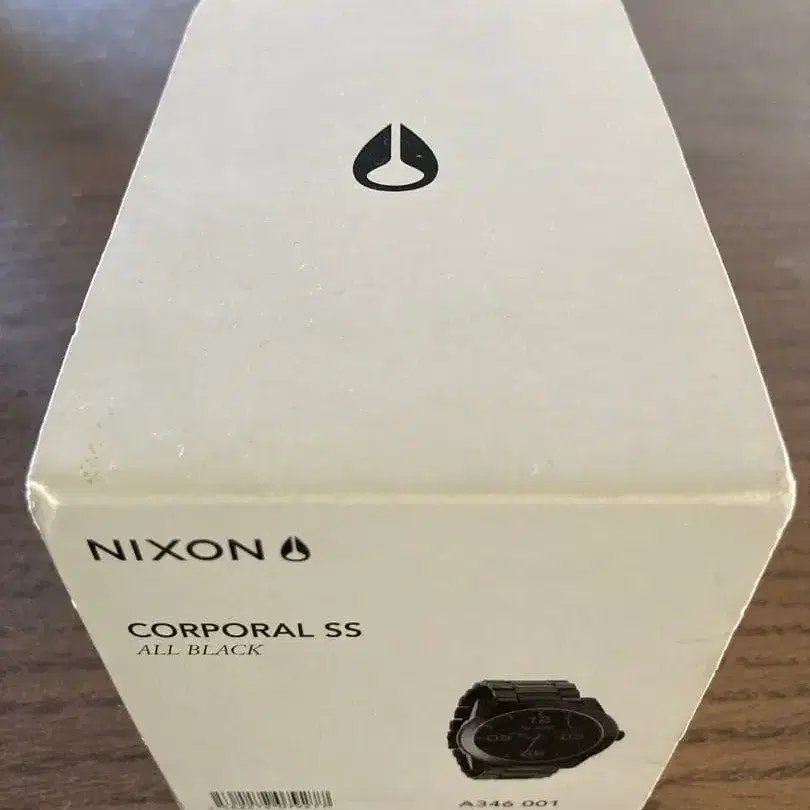 NIXON
CORPORAL SS
ALL BLACK
A346 001